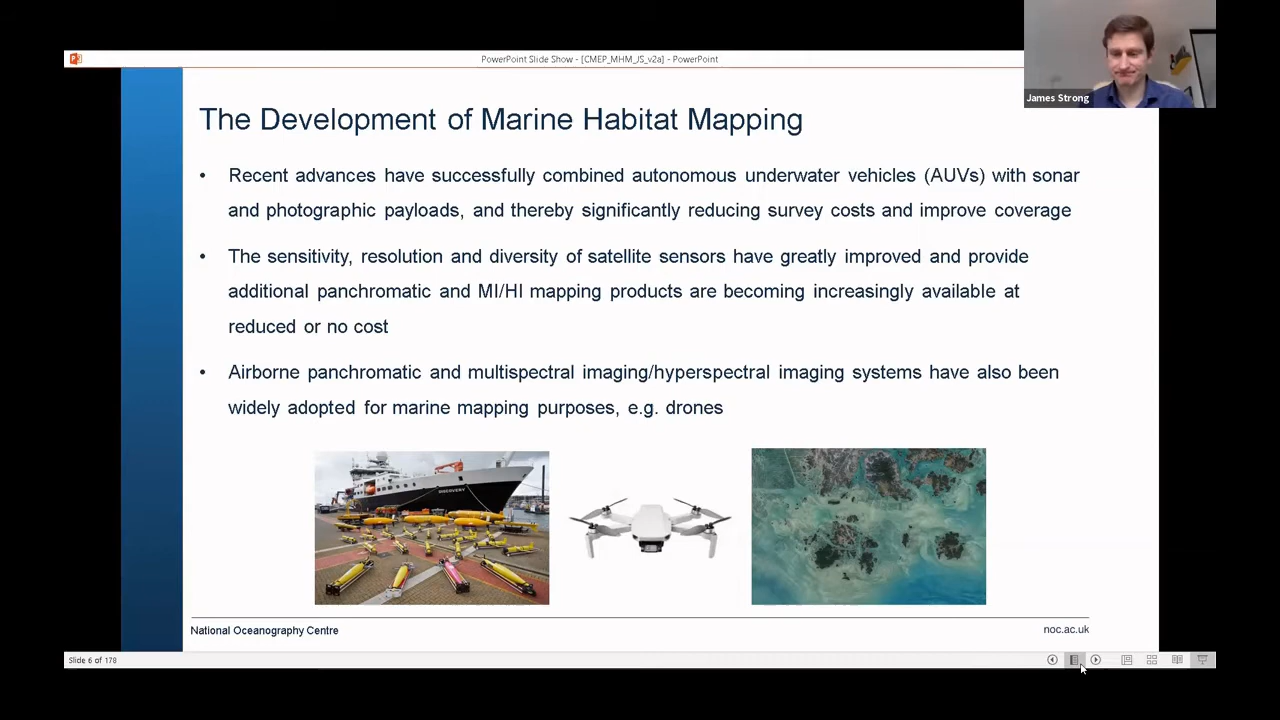 PowerPoint Slide Show - [CMEP_MHM_JS_v2a] - PowerPoint
James Strong
The Development of Marine Habitat Mapping
• Recent advances have successfully combined autonomous underwater vehicles (AUVs) with sonar
and photographic payloads, and thereby significantly reducing survey costs and improve coverage
• The sensitivity, resolution and diversity of satellite sensors have greatly improved and provide
additional panchromatic and MI/HI mapping products are becoming increasingly available at
reduced or no cost
• Airborne panchromatic and multispectral imaging/hyperspectral imaging systems have also been
widely adopted for marine mapping purposes, e.g. drones
DISCOVERY
National Oceanography Centre
noc.ac.uk
Slide 6 of 178